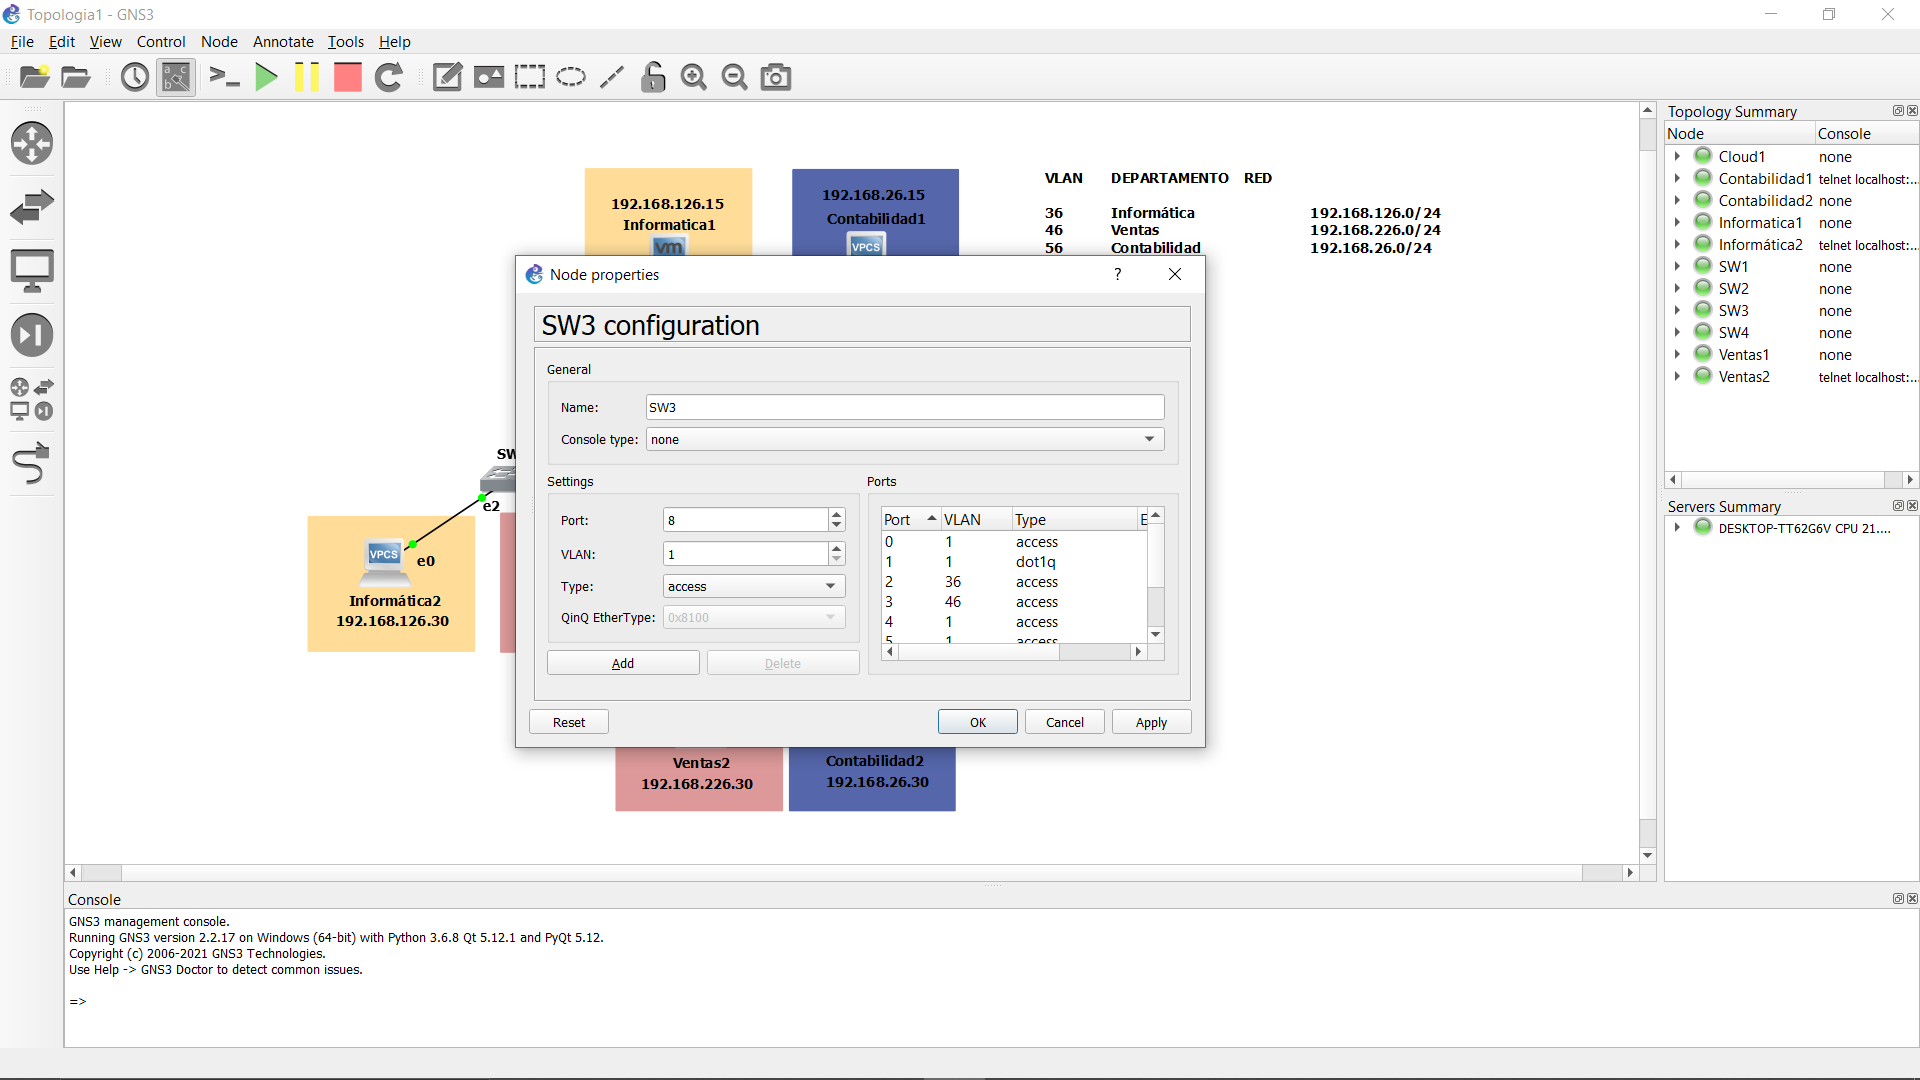 Topologia1 - GNS3
File Edit View Control Node Annotate Tools Help
Topology Summary
Node Console
Cloud1 none
Contabilidad1 telnet localhost:...
Contabilidad2 none
Informatica1 none
Informática2 telnet localhost:...
SW1 none
SW2 none
SW3 none
SW4 none
Ventas1 none
Ventas2 telnet localhost:...
Servers Summary
DESKTOP-TT62G6V CPU 21....
192.168.126.15
Informatica1
vm
192.168.26.15
Contabilidad1
VPCS
VLAN DEPARTAMENTO RED
36 Informática 192.168.126.0/24
46 Ventas 192.168.226.0/24
56 Contabilidad 192.168.26.0/24
Node properties
?
SW3 configuration
General
Name: SW3
Console type: none
Settings
Port: 8
VLAN: 1
Type: access
QinQ EtherType: 0x8100
Add Delete
Ports
Port VLAN Type E
0 1 access
1 1 dot1q
2 36 access
3 46 access
4 1 access
5 1 access
Reset OK Cancel Apply
SW
e2
VPCS
e0
Informática2
192.168.126.30
Ventas2
192.168.226.30
Contabilidad2
192.168.26.30
Console
GNS3 management console.
Running GNS3 version 2.2.17 on Windows (64-bit) with Python 3.6.8 Qt 5.12.1 and PyQt 5.12.
Copyright (c) 2006-2021 GNS3 Technologies.
Use Help -> GNS3 Doctor to detect common issues.
=>